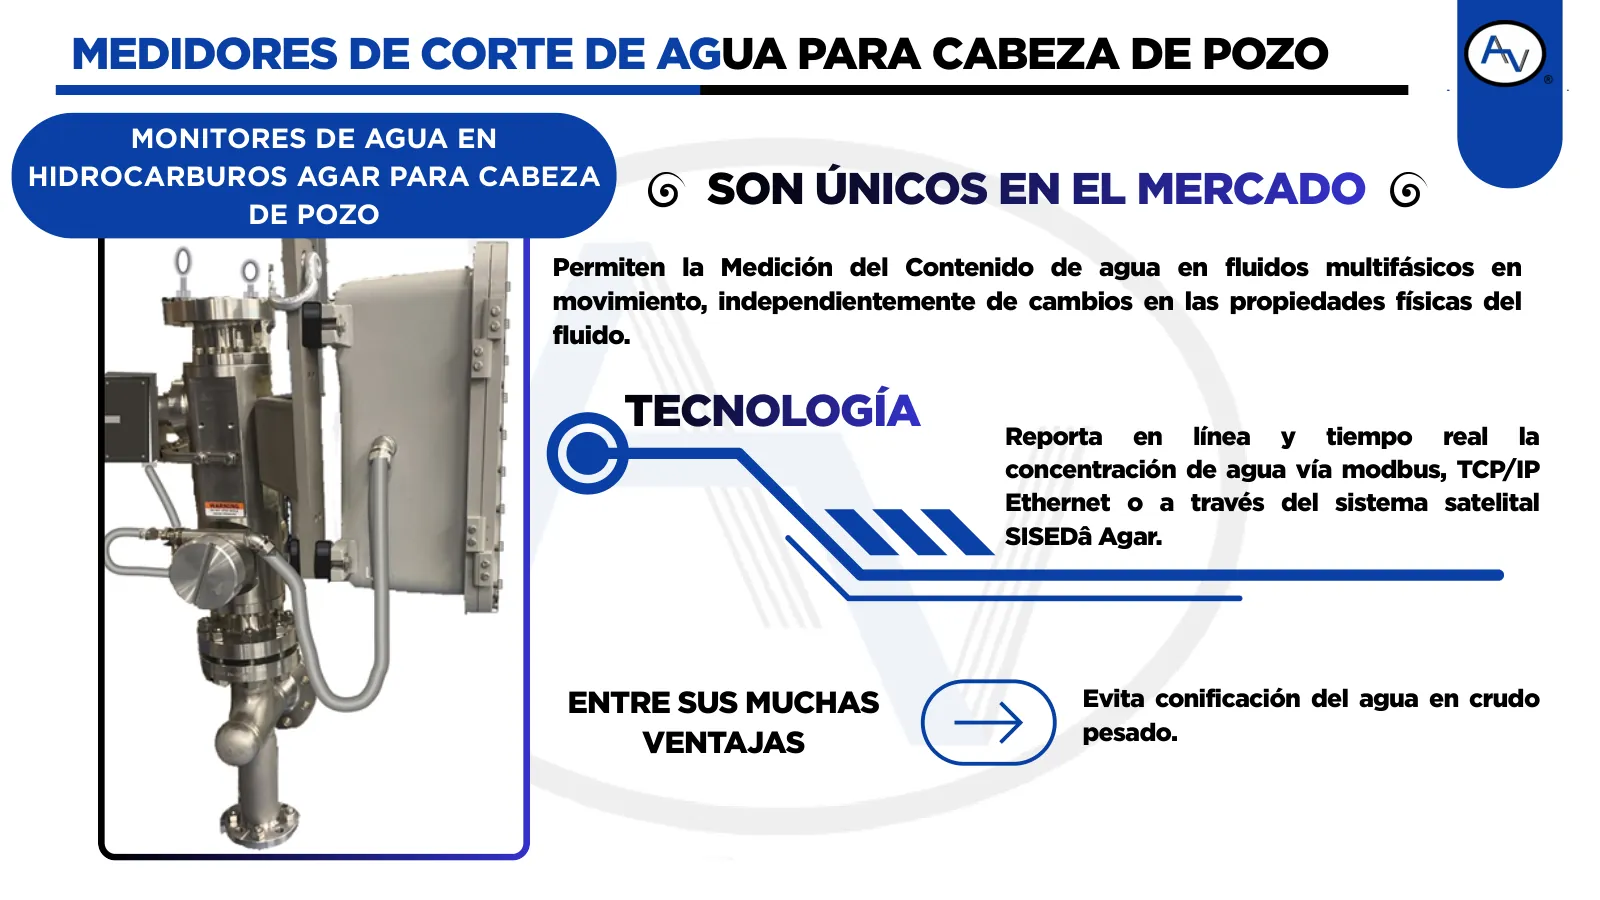 MEDIDORES DE CORTE DE AGUA PARA CABEZA DE POZO
AV
®
MONITORES DE AGUA EN
HIDROCARBUROS AGAR PARA CABEZA
DE POZO
SON ÚNICOS EN EL MERCADO
Permiten la Medición del Contenido de agua en fluidos multifásicos en
movimiento, independientemente de cambios en las propiedades físicas del
fluido.
TECNOLOGÍA
Reporta en línea y tiempo real la
concentración de agua vía modbus, TCP/IP
Ethernet o a través del sistema satelital
SISEDâ Agar.
WARNING
ENTRE SUS MUCHAS
VENTAJAS
Evita conificación del agua en crudo
pesado.